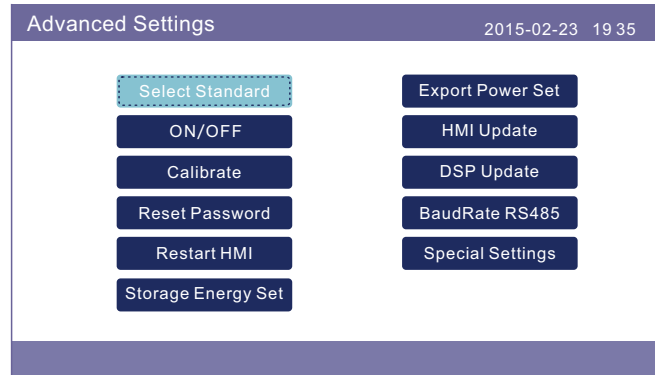 Advanced Settings
2015-02-23 19 35
Select Standard
ON/OFF
Calibrate
Reset Password
Restart HMI
Storage Energy Set
Export Power Set
HMI Update
DSP Update
BaudRate RS485
Special Settings